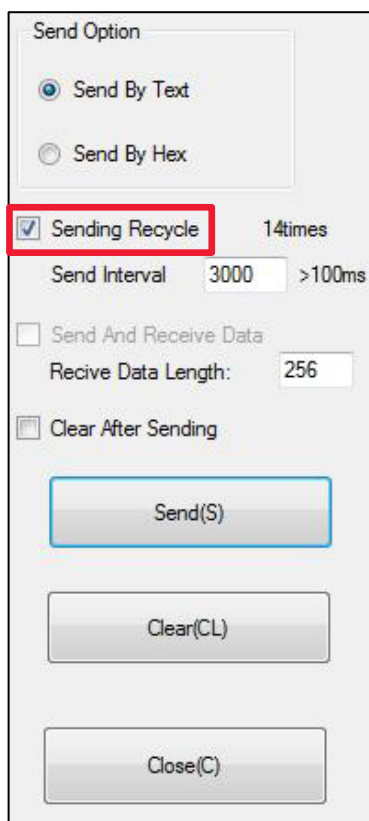 Send Option
Send By Text
Send By Hex
Sending Recycle 14times
Send Interval 3000 >100ms
Send And Receive Data
Recive Data Length: 256
Clear After Sending
Send(S)
Clear(CL)
Close(C)